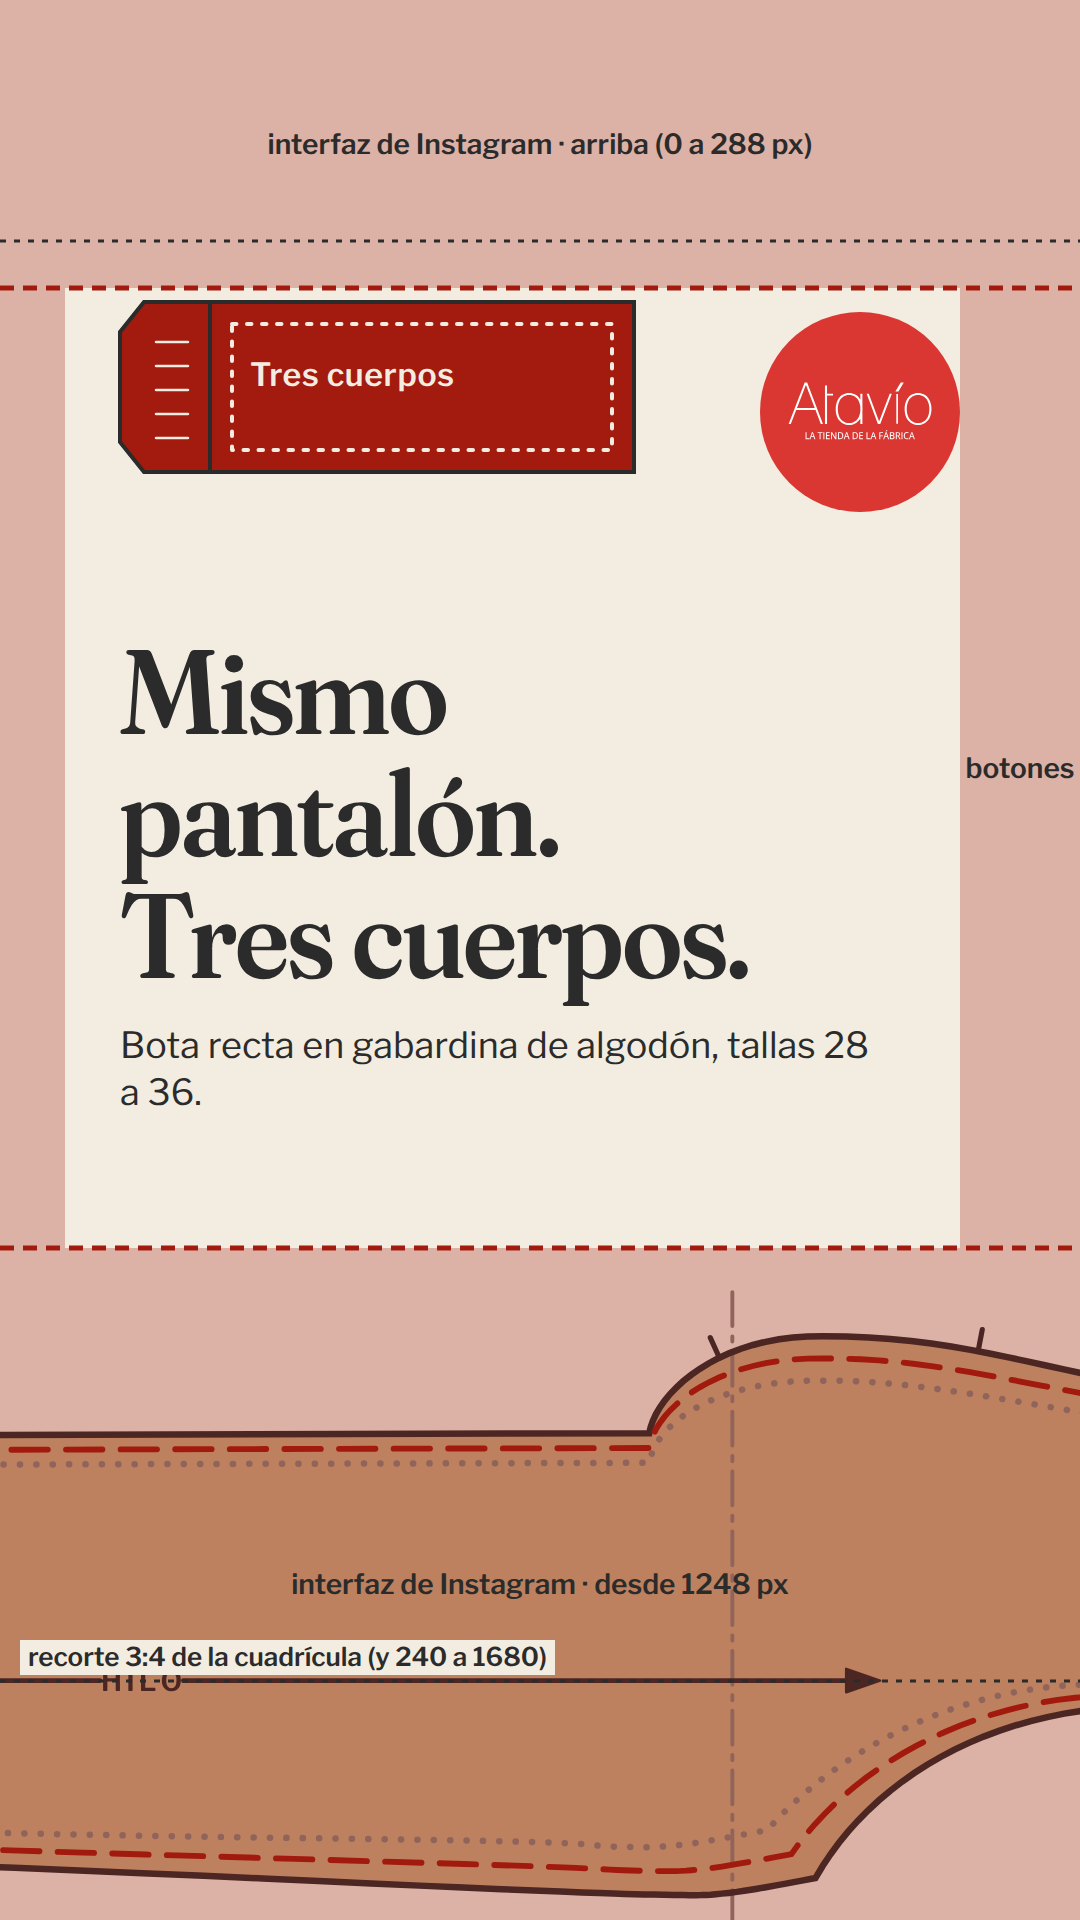 interfaz de Instagram · arriba (0 a 288 px)
Tres cuerpos
Atavío
LA TIENDA DE LA FÁBRICA
Mismo
pantalón.
Tres cuerpos.
botones
Bota recta en gabardina de algodón, tallas 28
a 36.
interfaz de Instagram · desde 1248 px
recorte 3:4 de la cuadrícula (y 240 a 1680)
HILO